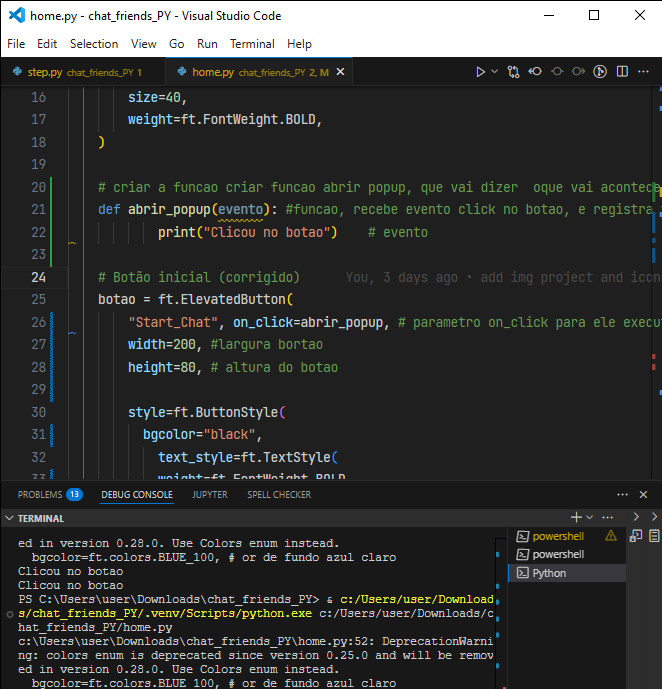 home.py - chat_friends_PY - Visual Studio Code
File Edit Selection View Go Run Terminal Help
step.py chat_friends_PY 1 home.py chat_friends_PY 2, M
16 size=40,
17 weight=ft.FontWeight.BOLD,
18 )
19
20 # criar a funcao criar funcao abrir popup, que vai dizer oque vai acontece
21 def abrir_popup(evento): #funcao, recebe evento click no botao, e registra
22 print("Clicou no botao") # evento
23
24 # Botão inicial (corrigido) You, 3 days ago • add img project and icon
25 botao = ft.ElevatedButton(
26 "Start_Chat", on_click=abrir_popup, # parametro on_click para ele execu
27 width=200, #largura bortao
28 height=80, # altura do botao
29
30 style=ft.ButtonStyle(
31 bgcolor="black",
32 text_style=ft.TextStyle(
33 weight=ft.FontWeight.BOLD
PROBLEMS 13 DEBUG CONSOLE JUPYTER SPELL CHECKER
TERMINAL
ed in version 0.28.0. Use Colors enum instead.
bgcolor=ft.colors.BLUE_100, # or de fundo azul claro
Clicou no botao
Clicou no botao
PS C:\Users\user\Downloads\chat_friends_PY> & c:/Users/user/Download
s/chat_friends_PY/.venv/Scripts/python.exe c:/Users/user/Downloads/c
hat_friends_PY/home.py
c:\Users\user\Downloads\chat_friends_PY\home.py:52: DeprecationWarni
ng: colors enum is deprecated since version 0.25.0 and will be remov
ed in version 0.28.0. Use Colors enum instead.
bgcolor=ft.colors.BLUE_100, # or de fundo azul claro
powershell
powershell
Python